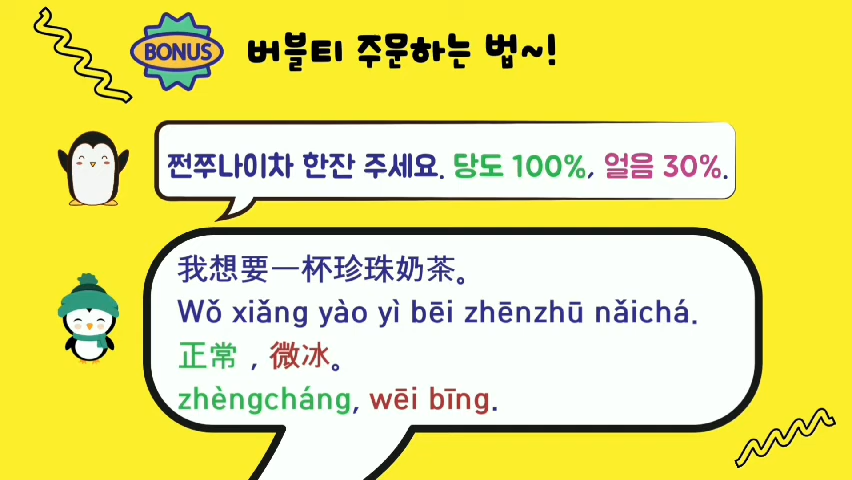 BONUS 버블티 주문하는 법~!
쩐쭈나이차 한잔 주세요. 당도 100%, 얼음 30%.
我想要一杯珍珠奶茶。
Wǒ xiǎng yào yì bēi zhēnzhū nǎichá.
正常，微冰。
zhèngcháng, wēi bīng.